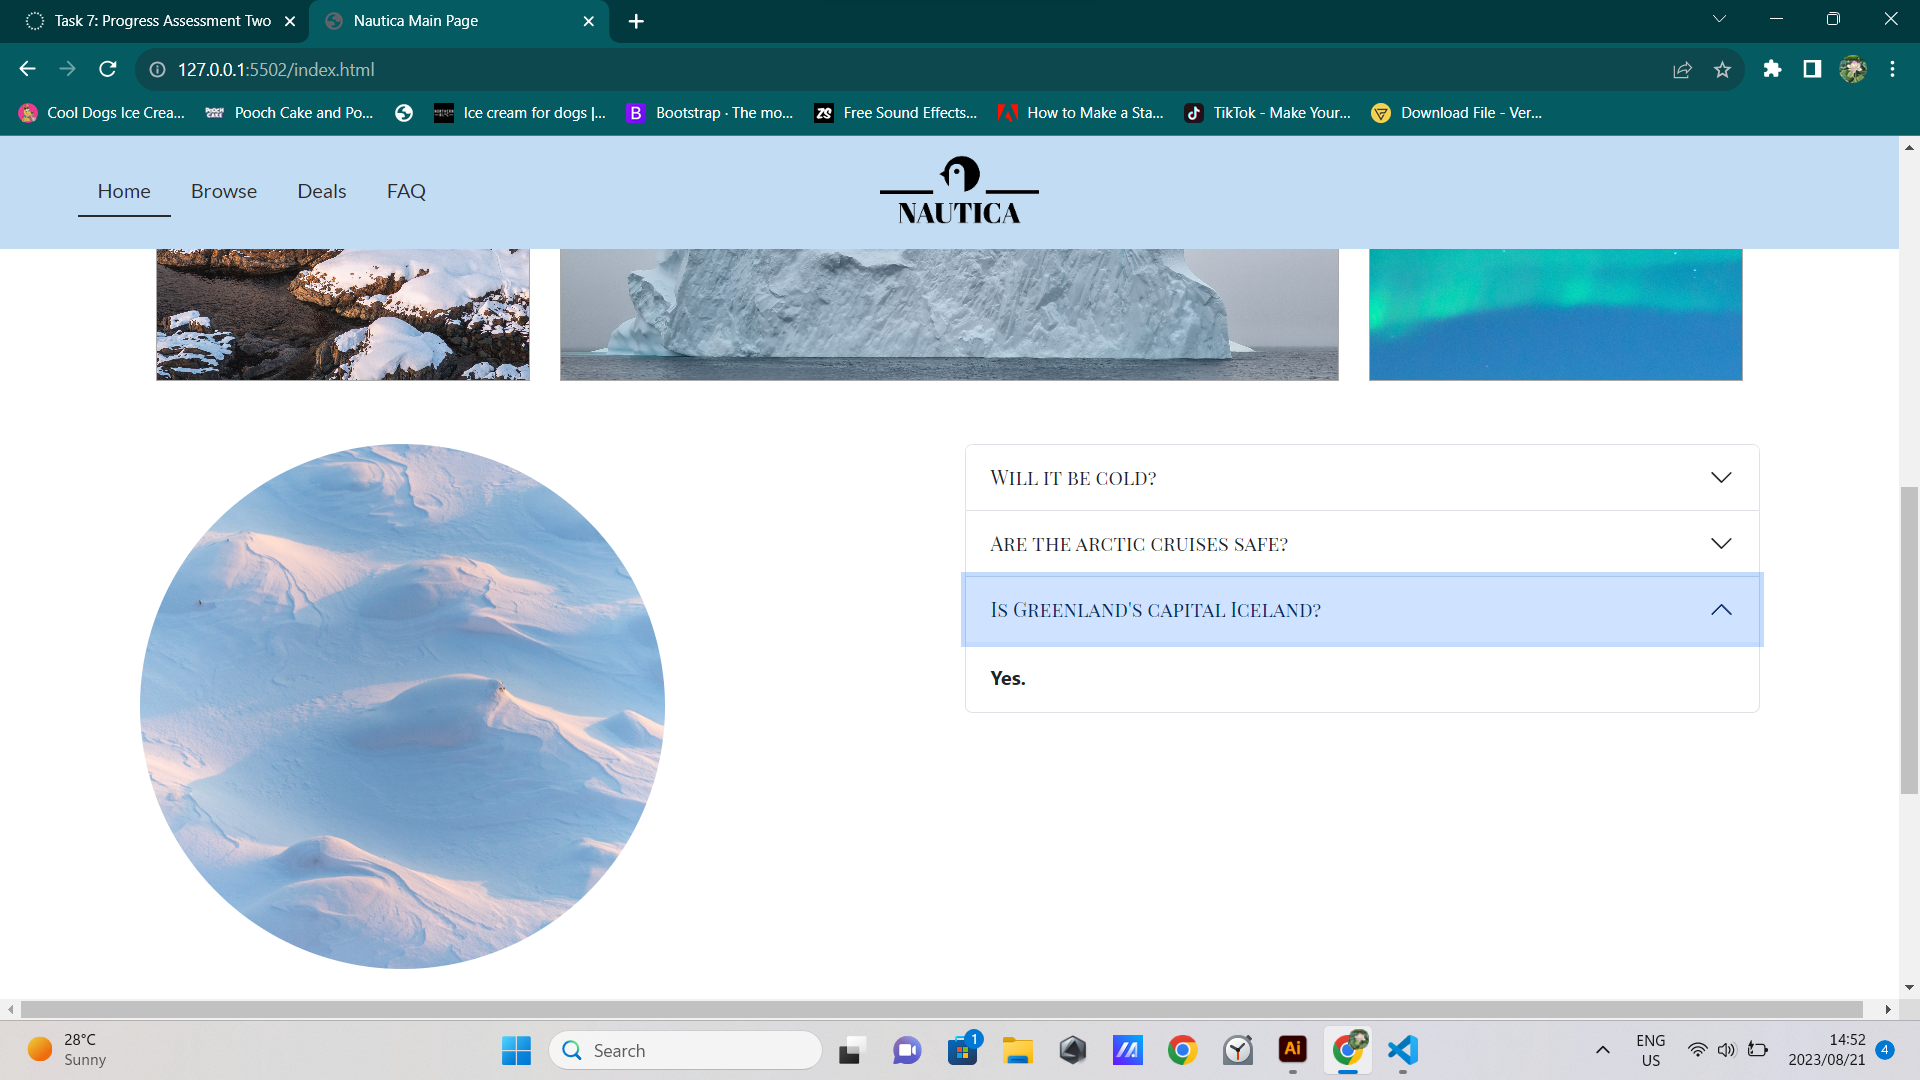 Task 7: Progress Assessment Two
Nautica Main Page
127.0.0.1:5502/index.html
Cool Dogs Ice Crea...
Pooch Cake and Po...
Ice cream for dogs |...
Bootstrap · The mo...
Free Sound Effects...
How to Make a Sta...
TikTok - Make Your...
Download File - Ver...
Home
Browse
Deals
FAQ
NAUTICA
Will it be cold?
Are the arctic cruises safe?
Is Greenland's capital Iceland?
Yes.
28°C
Sunny
Search
1
Ai
ENG
US
14:52
2023/08/21
4